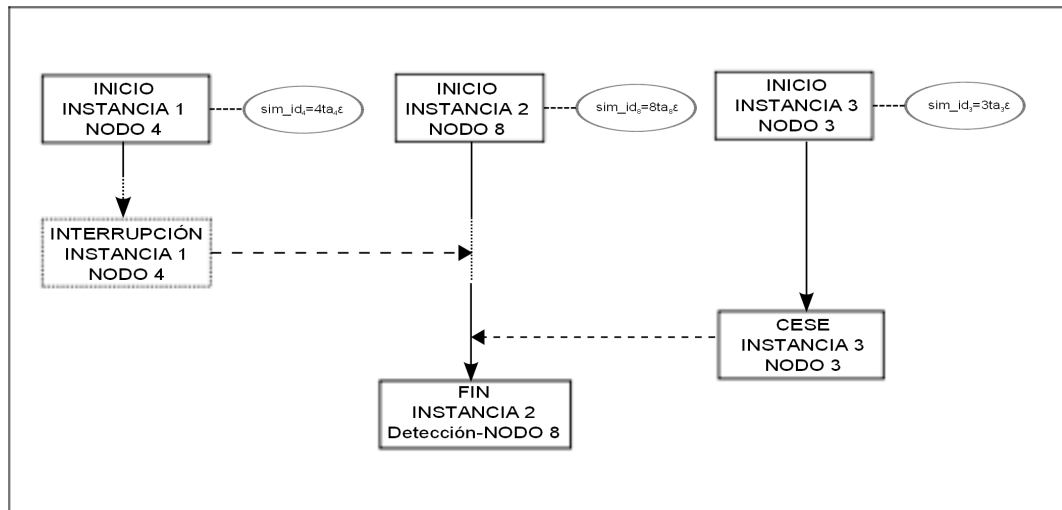 INICIO
INSTANCIA 1
NODO 4
sim_id₄=4ta₄ε
INICIO
INSTANCIA 2
NODO 8
sim_id₈=8ta₈ε
INICIO
INSTANCIA 3
NODO 3
sim_id₃=3ta₃ε
INTERRUPCIÓN
INSTANCIA 1
NODO 4
CESE
INSTANCIA 3
NODO 3
FIN
INSTANCIA 2
Detección-NODO 8